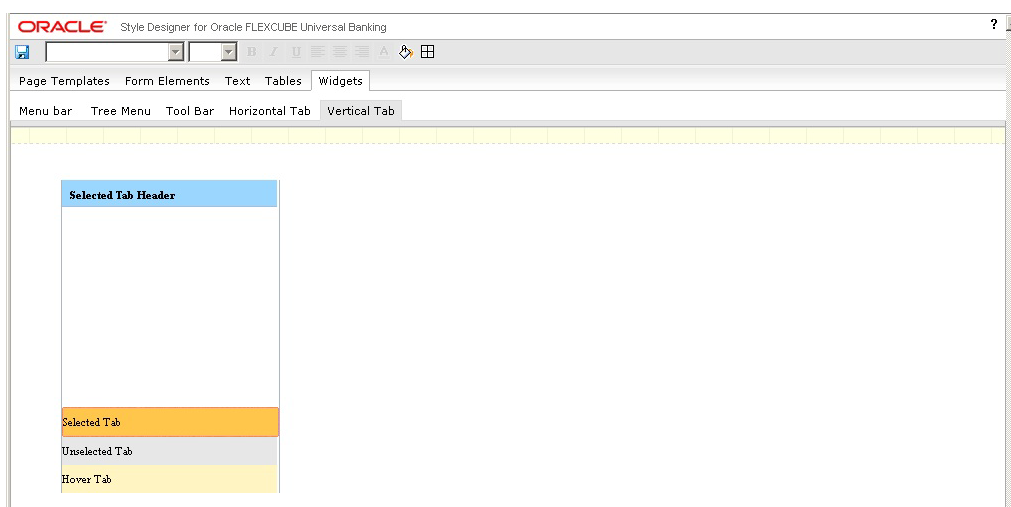 ORACLE Style Designer for Oracle FLEXCUBE Universal Banking ?
B I U A
Page Templates Form Elements Text Tables Widgets
Menu bar Tree Menu Tool Bar Horizontal Tab Vertical Tab
Selected Tab Header
Selected Tab
Unselected Tab
Hover Tab